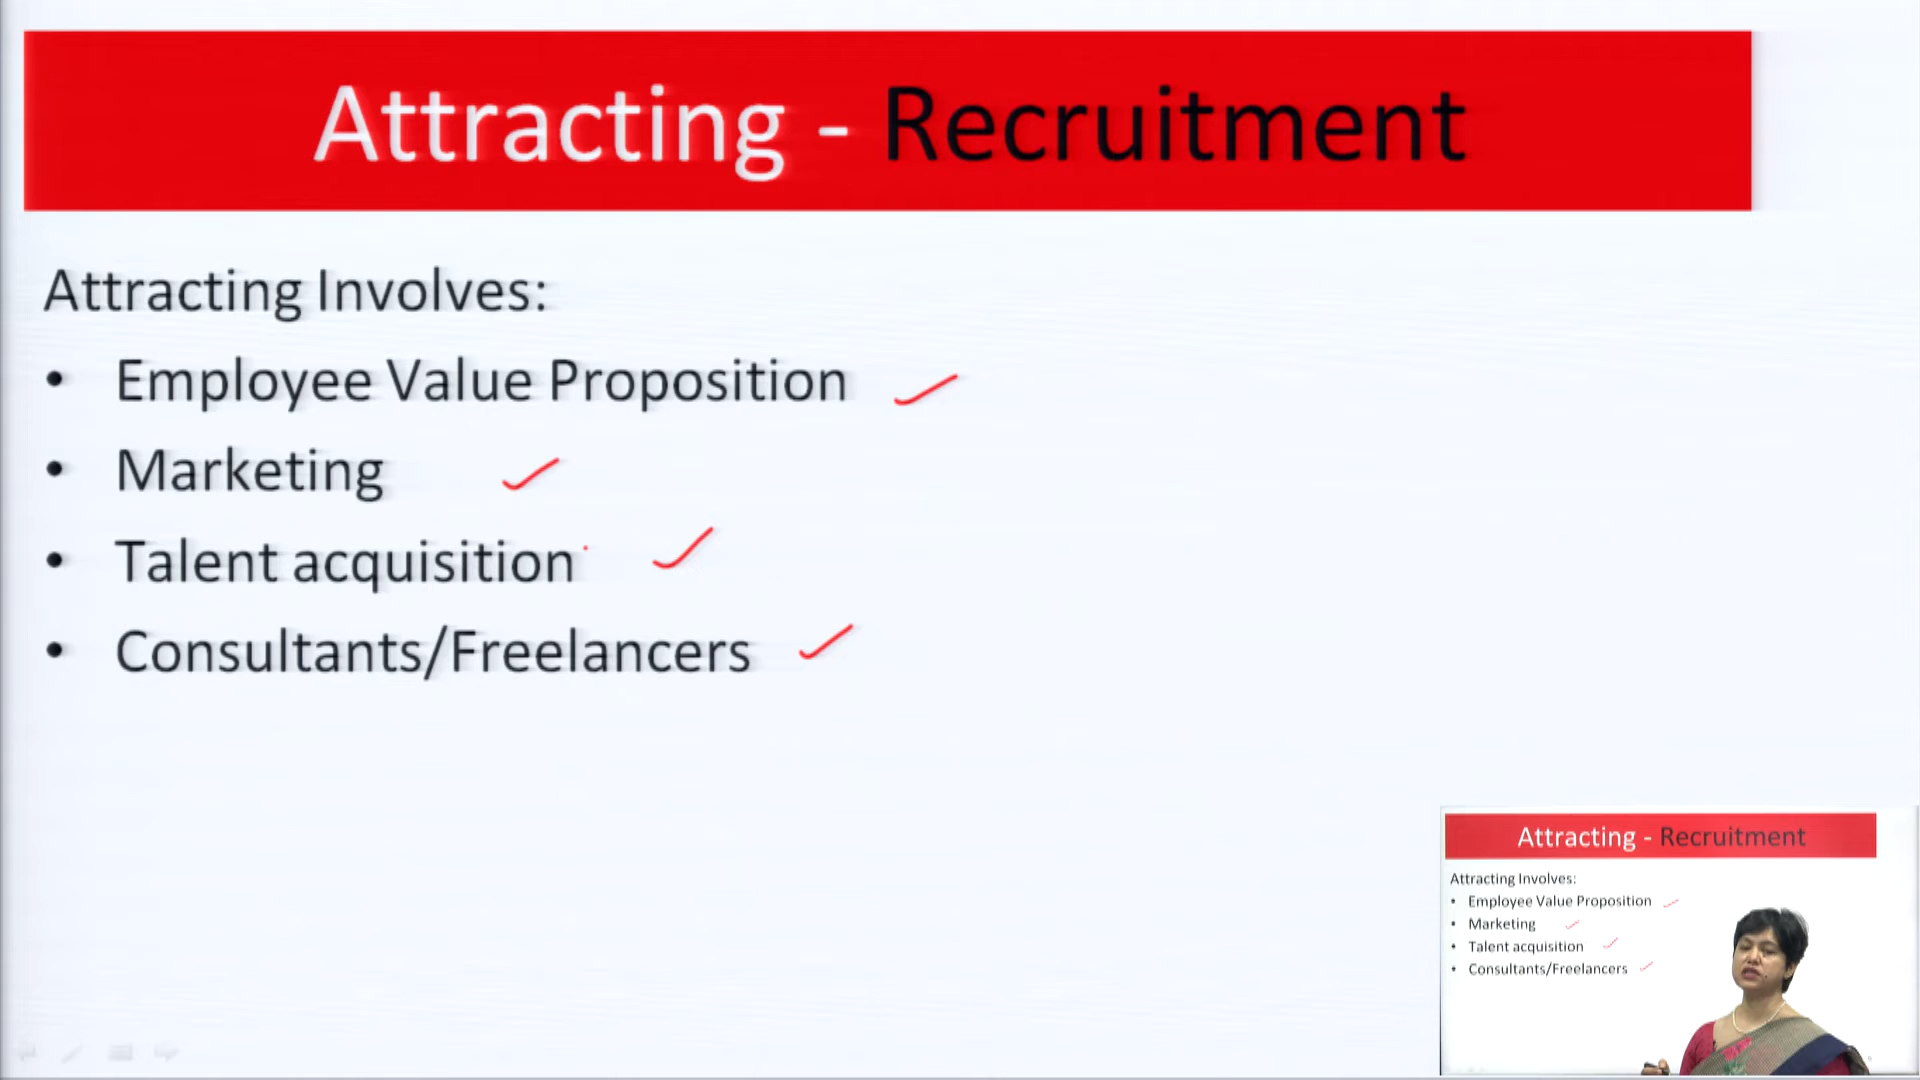 Attracting - Recruitment
Attracting Involves:
• Employee Value Proposition
• Marketing
• Talent acquisition
• Consultants/Freelancers
Attracting - Recruitment
Attracting Involves:
• Employee Value Proposition
• Marketing
• Talent acquisition
• Consultants/Freelancers